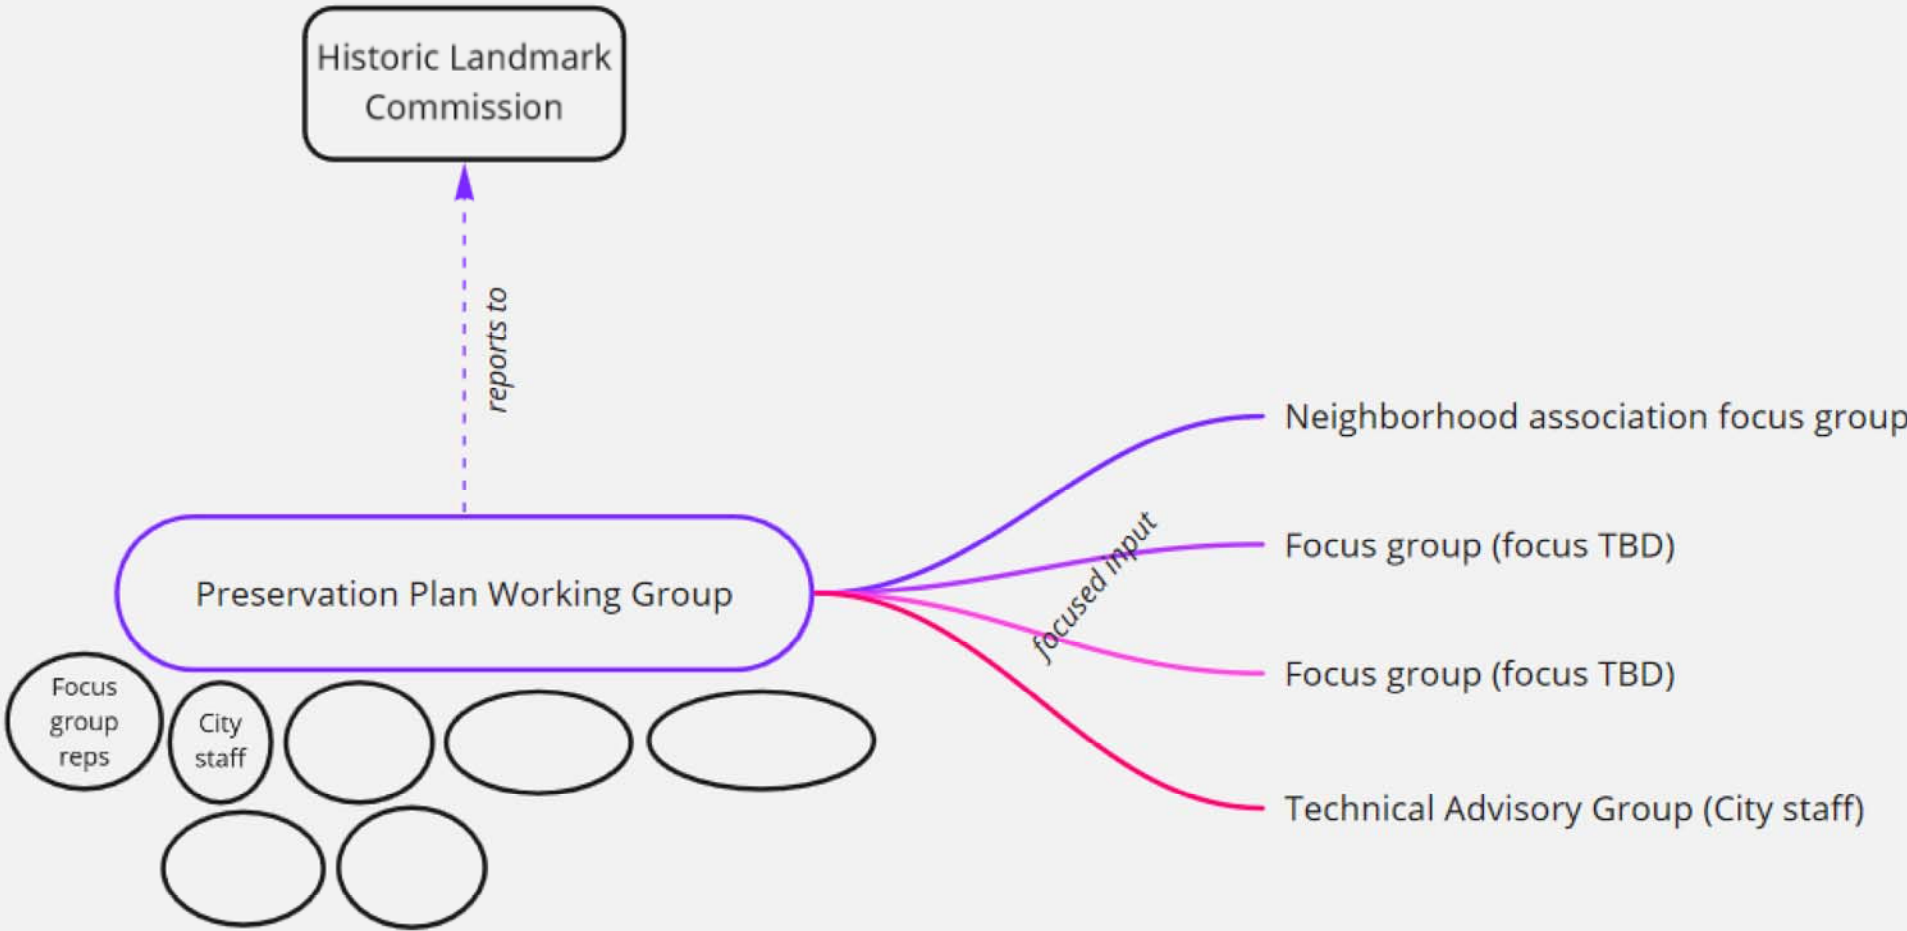 Historic Landmark
Commission
reports to
Neighborhood association focus group
Focus group (focus TBD)
focused input
Preservation Plan Working Group
Focus group (focus TBD)
Focus
group
reps
City
staff
Technical Advisory Group (City staff)